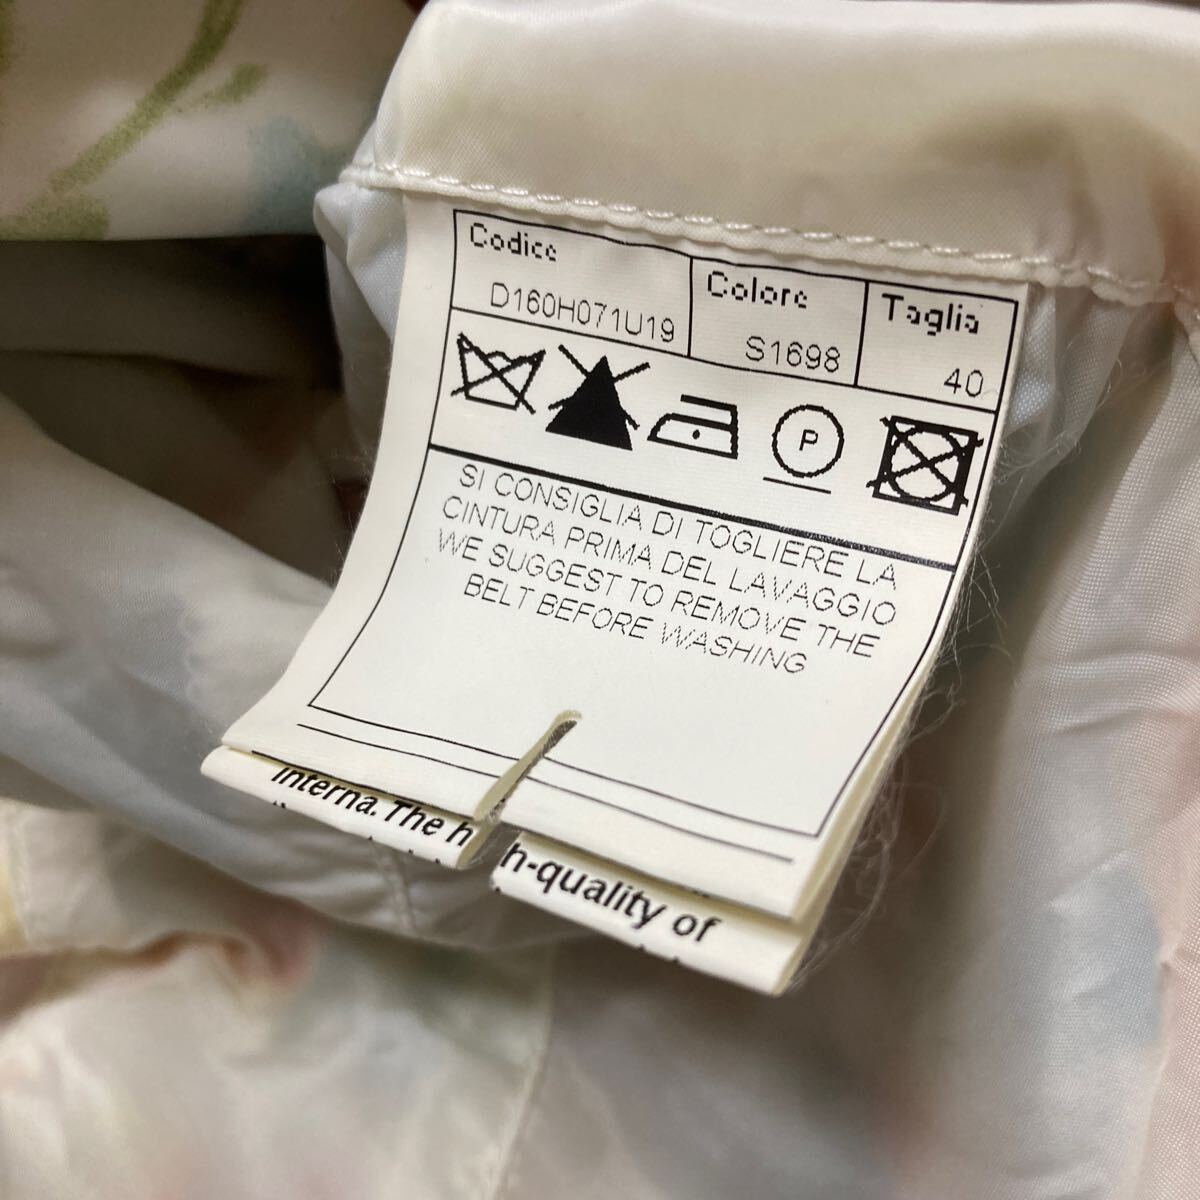 Codice
D160H071U19
Colore
S1698
Taglia
40
P
SI CONSIGLIA DI TOGLIERE LA
CINTURA PRIMA DEL LAVAGGIO
WE SUGGEST TO REMOVE THE
BELT BEFORE WASHING
interna. The h h-quality of